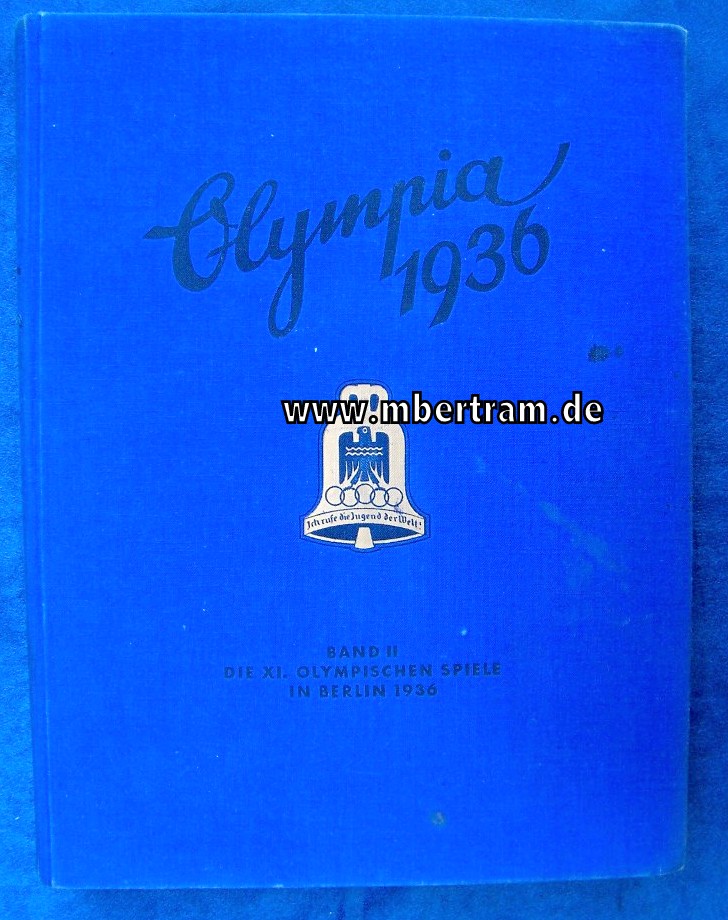 Olympia
1936
www.mbertram.de
Ich rufe die Jugend der Welt!
BAND II
DIE XI. OLYMPISCHEN SPIELE
IN BERLIN 1936